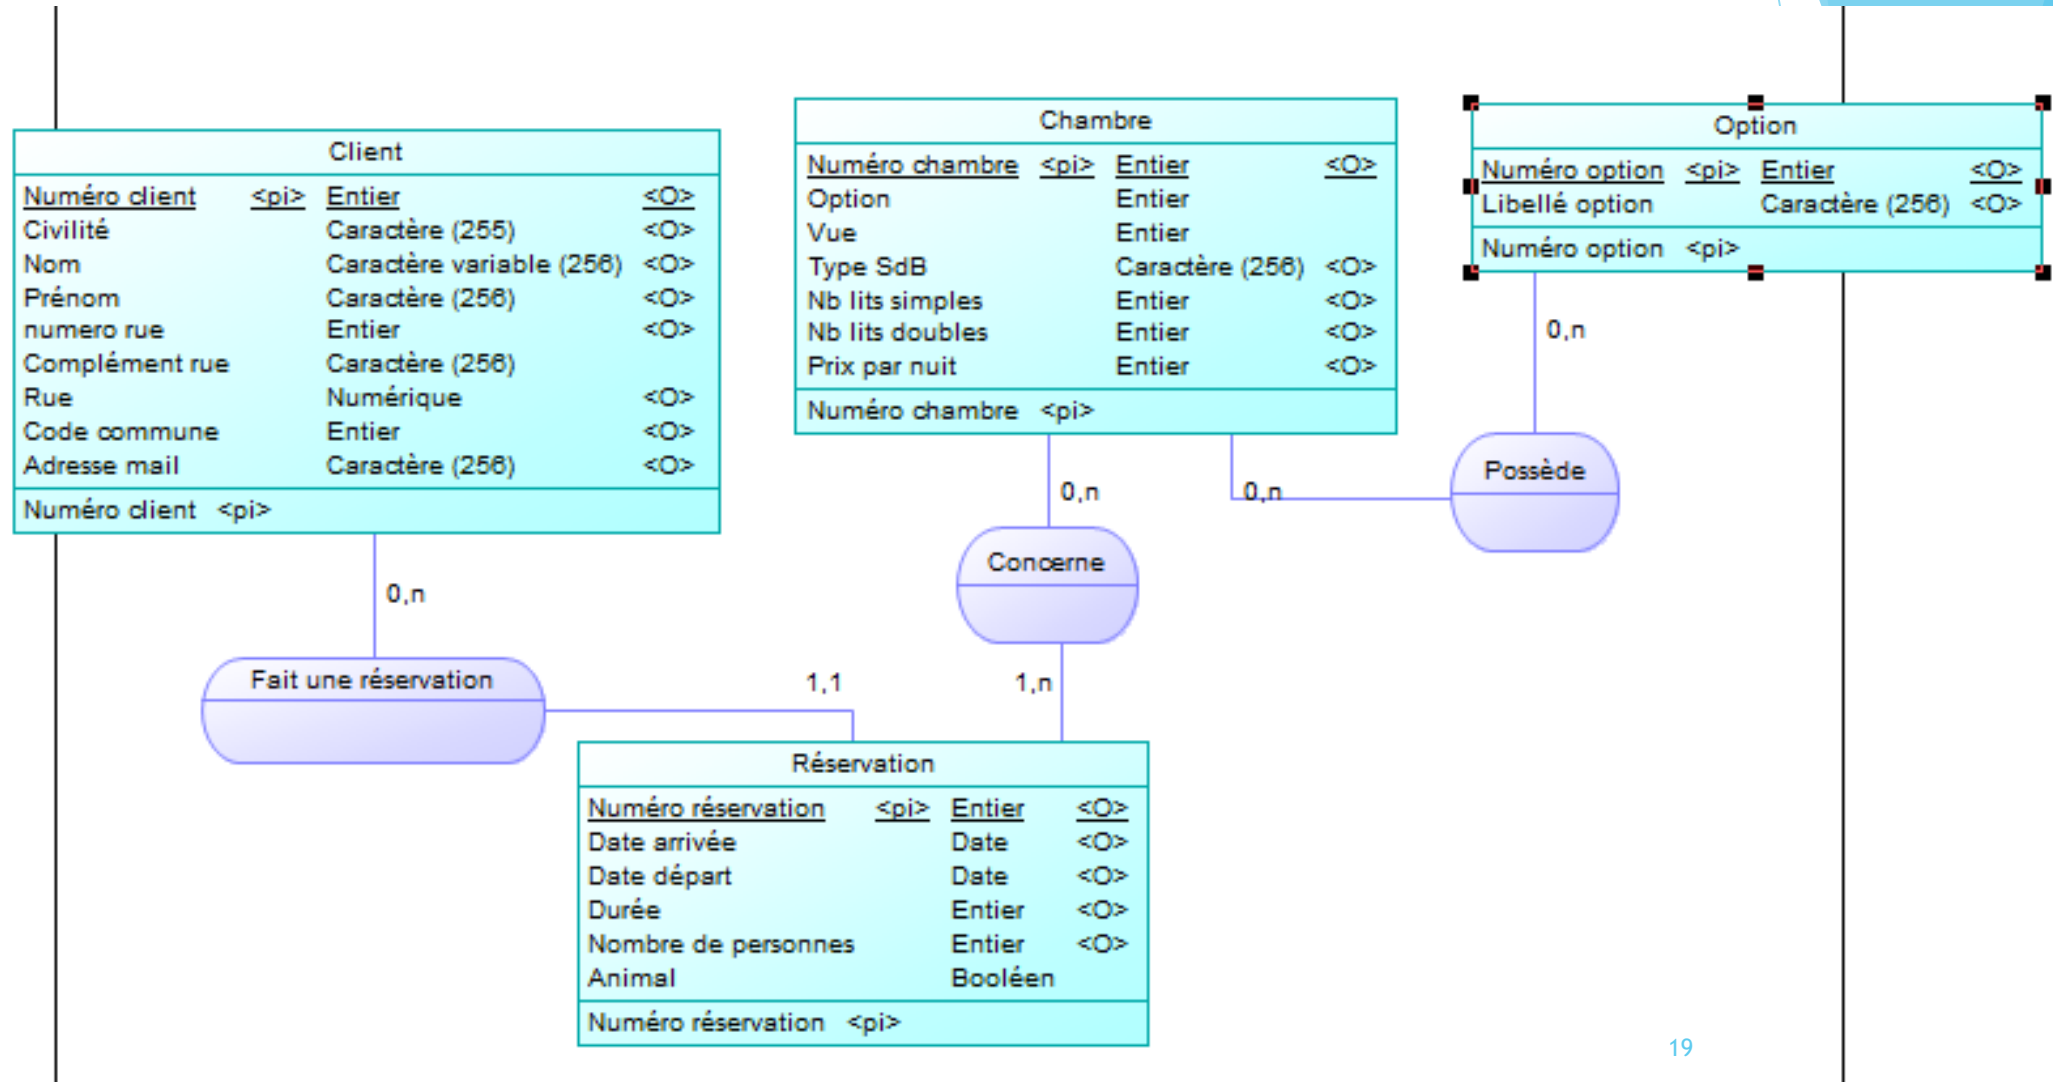 Client
Numéro client <pi> Entier <O>
Civilité Caractère (255) <O>
Nom Caractère variable (256) <O>
Prénom Caractère (256) <O>
numero rue Entier <O>
Complément rue Caractère (256)
Rue Numérique <O>
Code commune Entier <O>
Adresse mail Caractère (256) <O>
Numéro client <pi>
Chambre
Numéro chambre <pi> Entier <O>
Option Entier
Vue Entier
Type SdB Caractère (256) <O>
Nb lits simples Entier <O>
Nb lits doubles Entier <O>
Prix par nuit Entier <O>
Numéro chambre <pi>
Option
Numéro option <pi> Entier <O>
Libellé option Caractère (256) <O>
Numéro option <pi>
0,n
Possède
0,n
0,n
Concerne
1,n
0,n
Fait une réservation
1,1
Réservation
Numéro réservation <pi> Entier <O>
Date arrivée Date <O>
Date départ Date <O>
Durée Entier <O>
Nombre de personnes Entier <O>
Animal Booléen
Numéro réservation <pi>
19